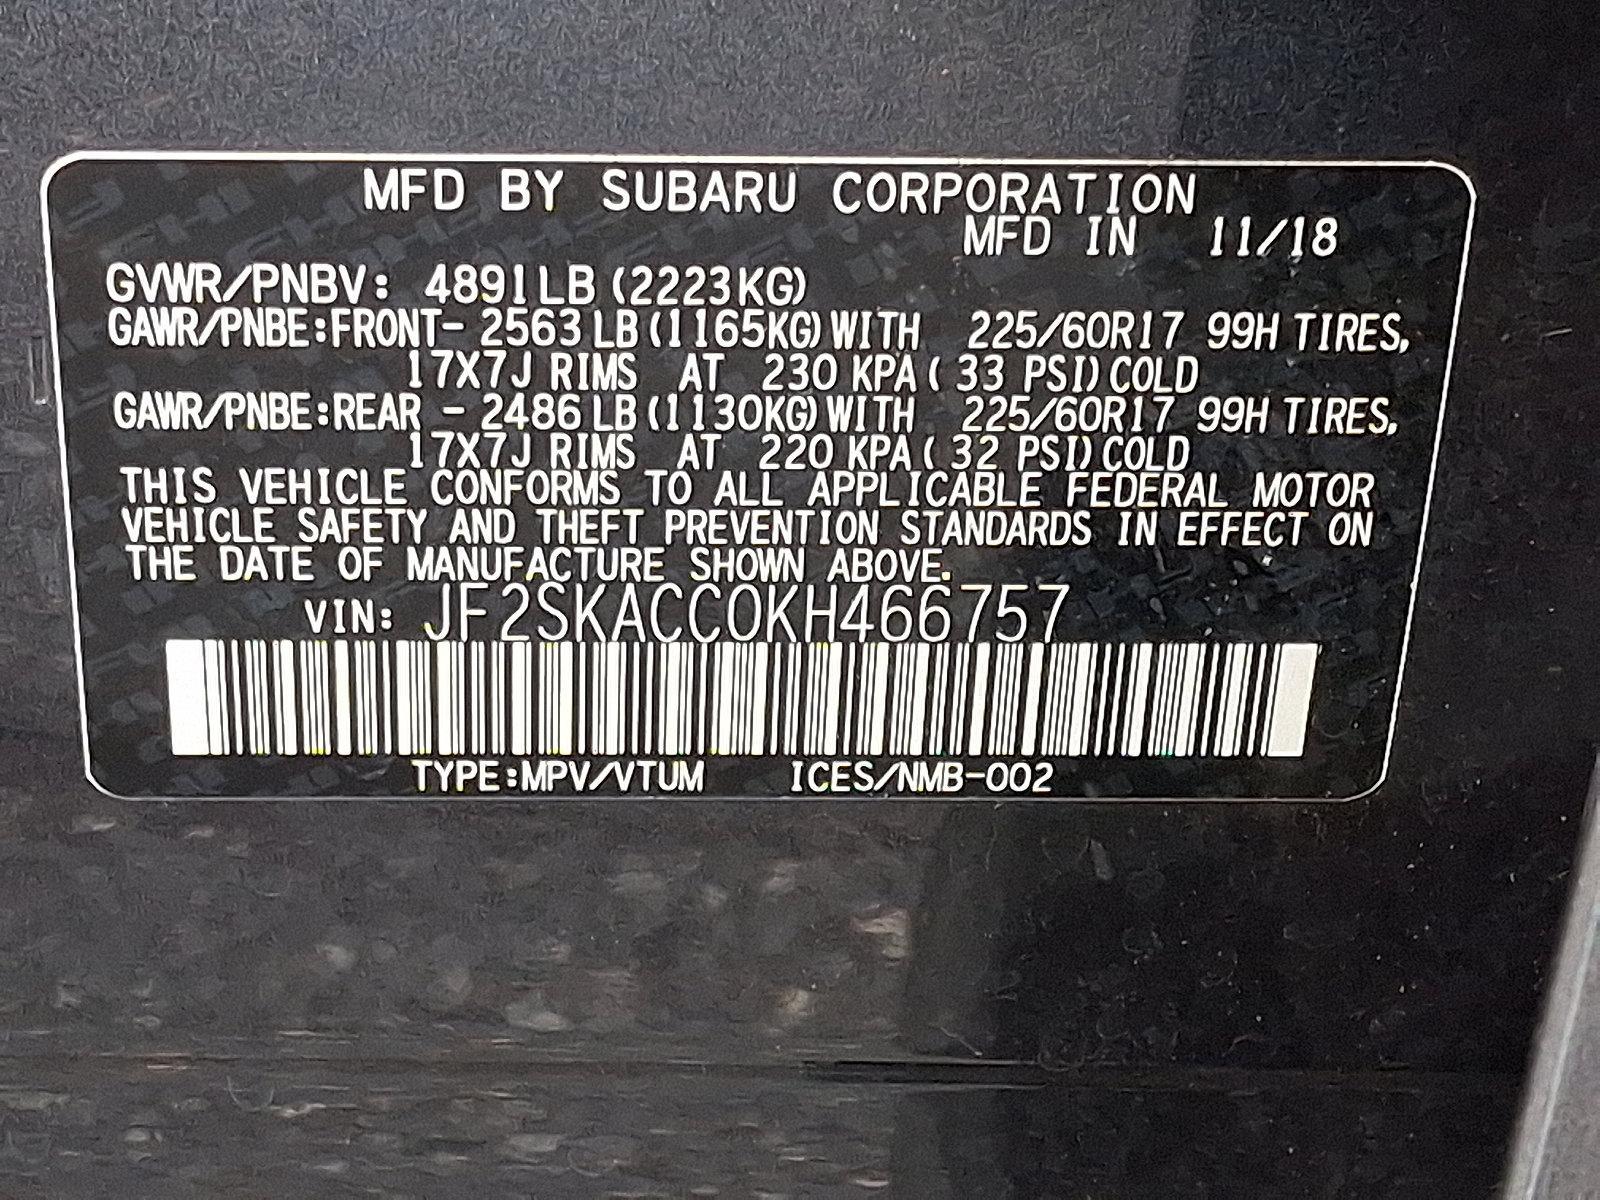 MFD BY SUBARU CORPORATION
MFD IN 11/18
GVWR/PNBV: 4891LB (2223KG)
GAWR/PNBE:FRONT- 2563 LB (1165KG) WITH 225/60R17 99H TIRES,
17X7J RIMS AT 230 KPA ( 33 PSI) COLD
GAWR/PNBE:REAR - 2486 LB (1130KG) WITH 225/60R17 99H TIRES,
17X7J RIMS AT 220 KPA ( 32 PSI) COLD
THIS VEHICLE CONFORMS TO ALL APPLICABLE FEDERAL MOTOR
VEHICLE SAFETY AND THEFT PREVENTION STANDARDS IN EFFECT ON
THE DATE OF MANUFACTURE SHOWN ABOVE.
VIN: JF2SKACC0KH466757
TYPE:MPV/VTUM ICES/NMB-002